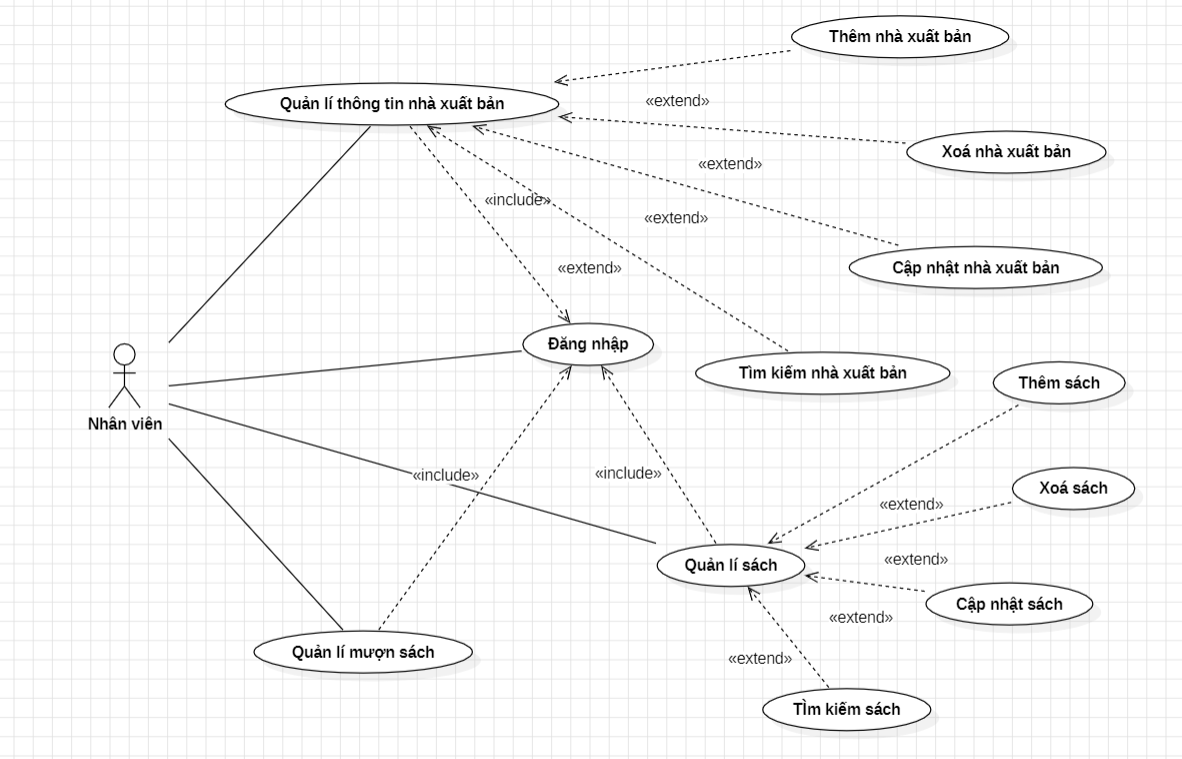 Thêm nhà xuất bản
Quản lí thông tin nhà xuất bản
«extend»
Xoá nhà xuất bản
«extend»
«include»
«extend»
Cập nhật nhà xuất bản
«extend»
Đăng nhập
Tìm kiếm nhà xuất bản
Thêm sách
Nhân viên
«include»
«include»
Xoá sách
«extend»
«extend»
Quản lí sách
Cập nhật sách
«extend»
Quản lí mượn sách
«extend»
TÌm kiếm sách